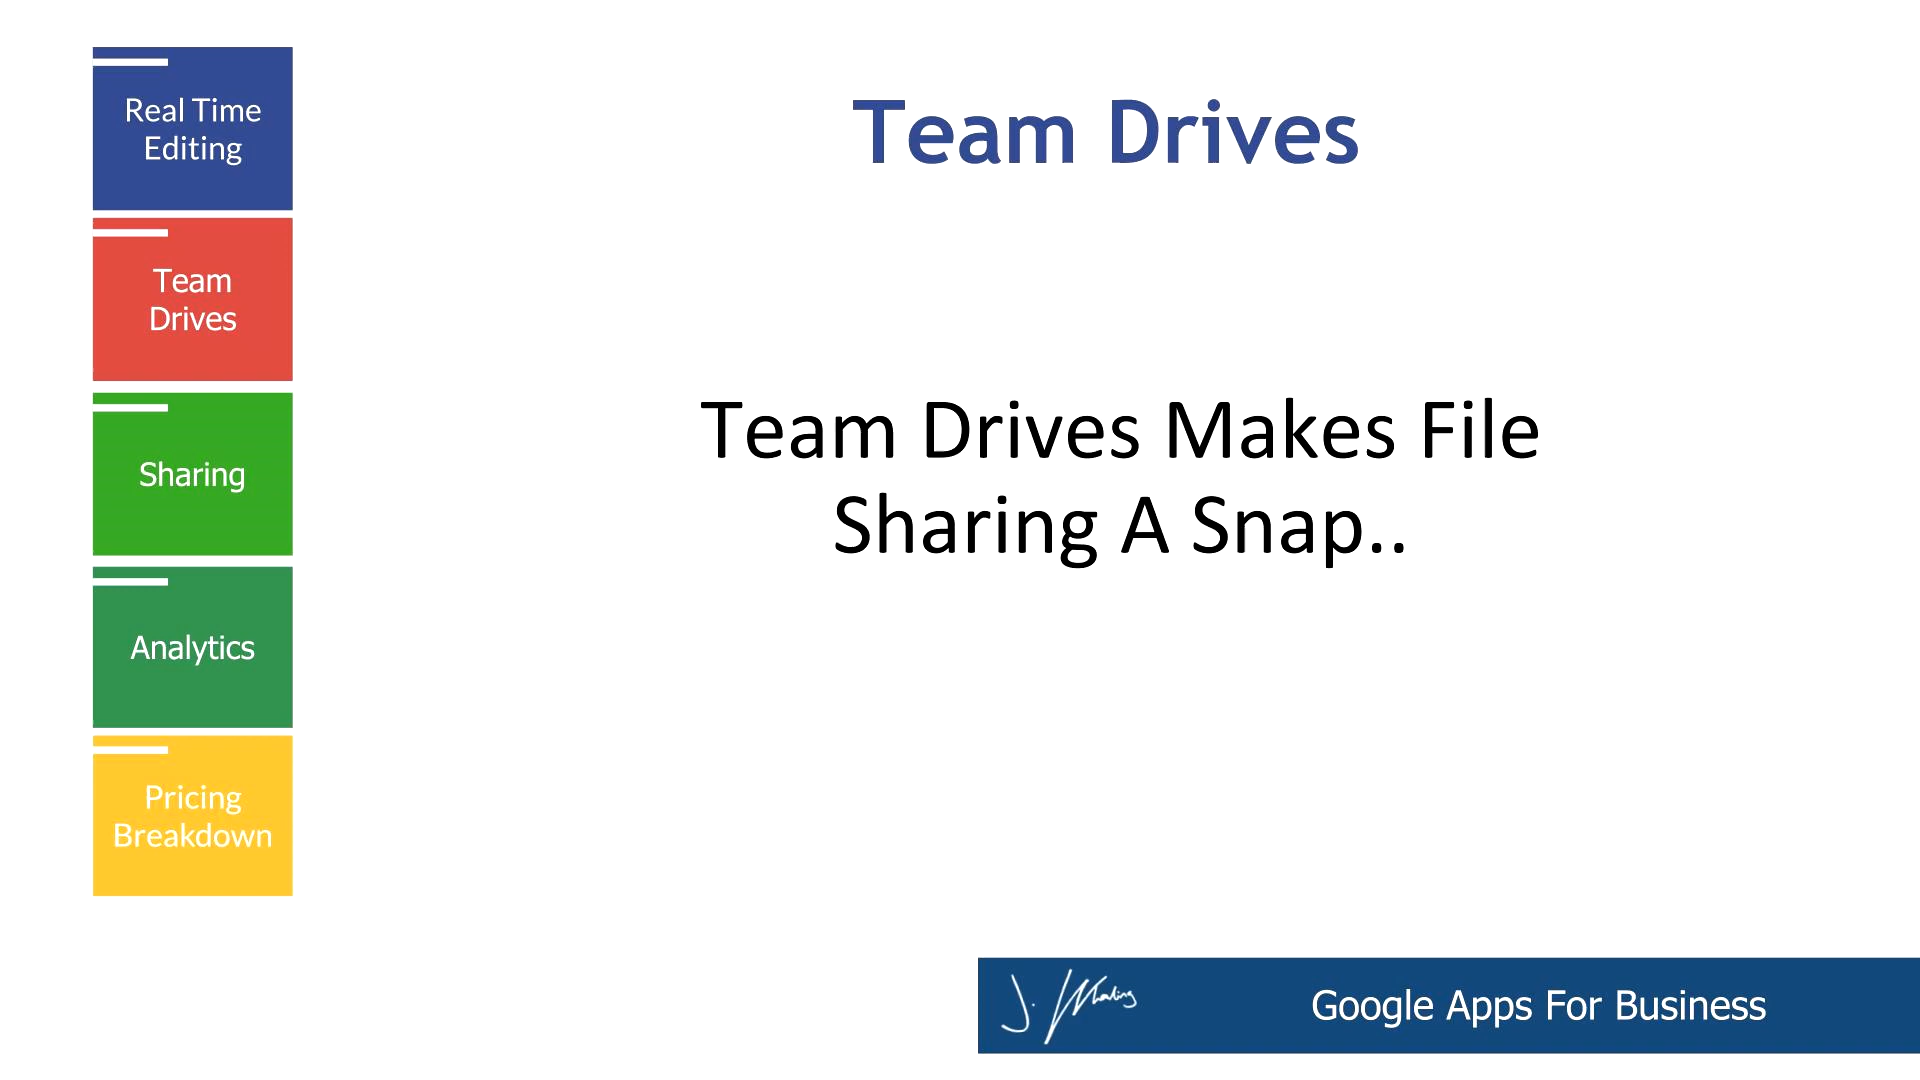 Real Time
Editing
Team
Drives
Sharing
Analytics
Pricing
Breakdown
Team Drives
Team Drives Makes File
Sharing A Snap..
Google Apps For Business